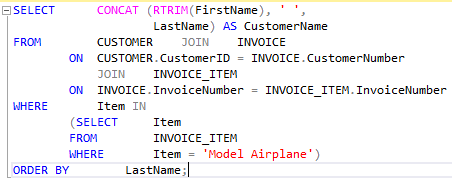 SELECT CONCAT (RTRIM(FirstName), ' ',
LastName) AS CustomerName
FROM CUSTOMER JOIN INVOICE
ON CUSTOMER.CustomerID = INVOICE.CustomerNumber
JOIN INVOICE_ITEM
ON INVOICE.InvoiceNumber = INVOICE_ITEM.InvoiceNumber
WHERE Item IN
(SELECT Item
FROM INVOICE_ITEM
WHERE Item = 'Model Airplane')
ORDER BY LastName;